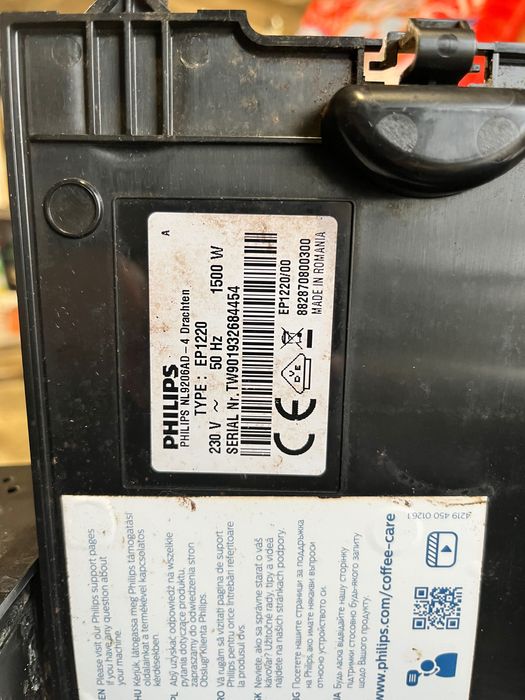 A
PHILIPS
PHILIPS NL9206AD - 4 Drachten
TYPE : EP1220
230 V ~ 50 Hz 1500 W
SERIAL Nr. TW901932684454
EP1220/00
882870800300
MADE IN ROMANIA
CE
VDE
EN
visit our Philips support pages
if you have any question about
your machine.
HU
Kérjük, látogassa meg Philips támogatási
oldalainkat a termékével kapcsolatos
kérdésekben.
PL
Aby uzyskać odpowiedź na wszelkie
pytania dotyczące produktu,
zapraszamy do odwiedzenia stron
Obsługi Klienta Philips.
RO
Vă rugăm să vizitați pagina de suport
Philips pentru orice întrebări referitoare
la produsul dvs.
SK
Neviete, ako sa správne starať o váš
kávovar? Užitočné rady, tipy a videá
nájdete na našich stránkach podpory.
BG
Посетете нашите страници за поддръжка
на Philips, ако имате някакви въпроси
относно устройството си.
Будь ласка відвідайте нашу сторінку
підтримки стосовно будь-якого запиту
щодо Вашого продукту.
www.philips.com/coffee-care
4219 450 0126 1